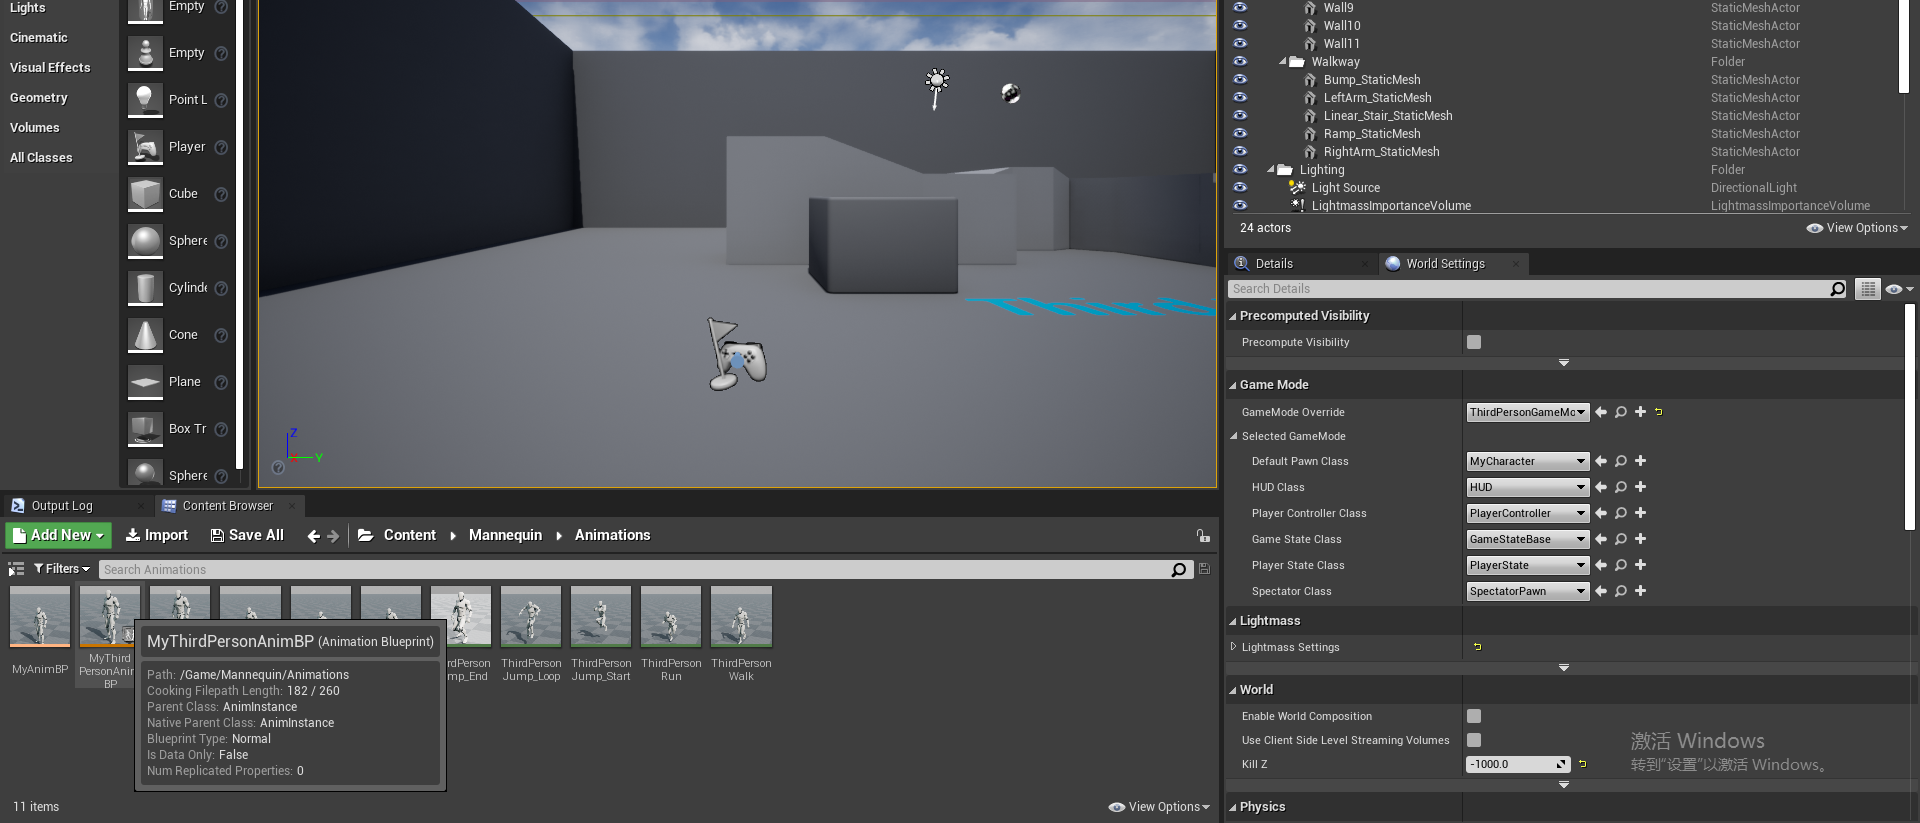 Lights
Cinematic
Visual Effects
Geometry
Volumes
All Classes
Empty
Empty
Point L
Player
Cube
Sphere
Cylinde
Cone
Plane
Box Tr
Sphere
Z
X
Y
Wall9 StaticMeshActor
Wall10 StaticMeshActor
Wall11 StaticMeshActor
Walkway Folder
Bump_StaticMesh StaticMeshActor
LeftArm_StaticMesh StaticMeshActor
Linear_Stair_StaticMesh StaticMeshActor
Ramp_StaticMesh StaticMeshActor
RightArm_StaticMesh StaticMeshActor
Lighting Folder
Light Source DirectionalLight
LightmassImportanceVolume LightmassImportanceVolume
24 actors View Options
Details World Settings
Search Details
Precomputed Visibility
Precompute Visibility
Game Mode
GameMode Override ThirdPersonGameMo
Selected GameMode
Default Pawn Class MyCharacter
HUD Class HUD
Player Controller Class PlayerController
Game State Class GameStateBase
Player State Class PlayerState
Spectator Class SpectatorPawn
Lightmass
Lightmass Settings
World
Enable World Composition
Use Client Side Level Streaming Volumes
Kill Z -1000.0
Physics
激活 Windows
转到"设置"以激活 Windows。
Output Log Content Browser
Add New Import Save All Content Mannequin Animations
Filters Search Animations
MyAnimBP
MyThird
PersonAnim
BP
rdPerson
mp_End
ThirdPerson
Jump_Loop
ThirdPerson
Jump_Start
ThirdPerson
Run
ThirdPerson
Walk
MyThirdPersonAnimBP (Animation Blueprint)
Path: /Game/Mannequin/Animations
Cooking Filepath Length: 182 / 260
Parent Class: AnimInstance
Native Parent Class: AnimInstance
Blueprint Type: Normal
Is Data Only: False
Num Replicated Properties: 0
11 items View Options